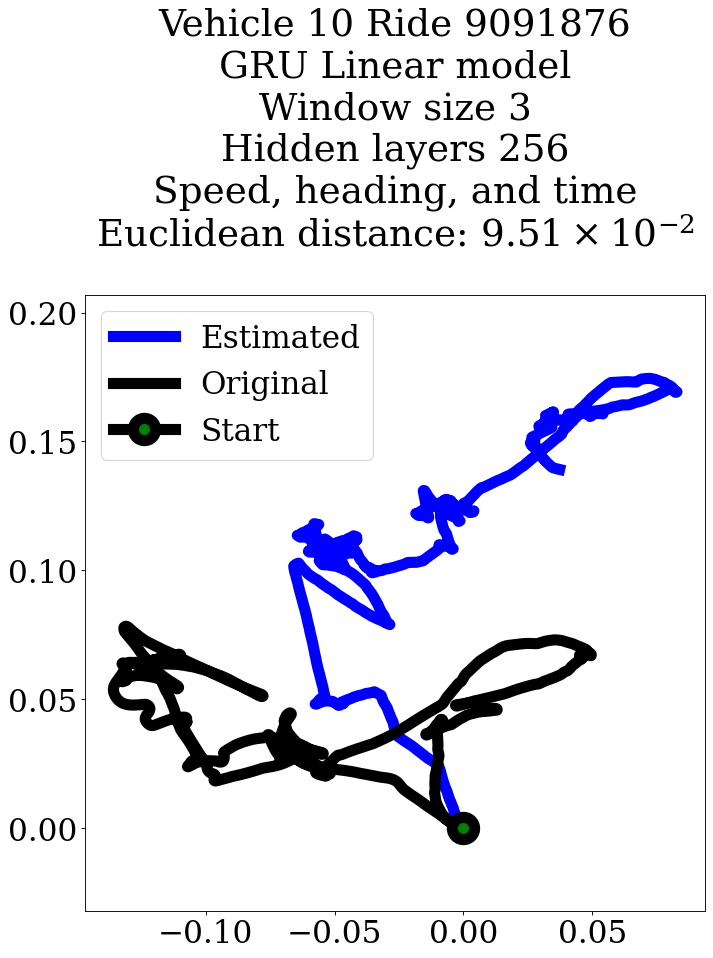 Vehicle 10 Ride 9091876
GRU Linear model
Window size 3
Hidden layers 256
Speed, heading, and time
Euclidean distance: 9.51 × 10⁻²
0.20
0.15
0.10
0.05
0.00
Estimated
Original
Start
−0.10
−0.05
0.00
0.05